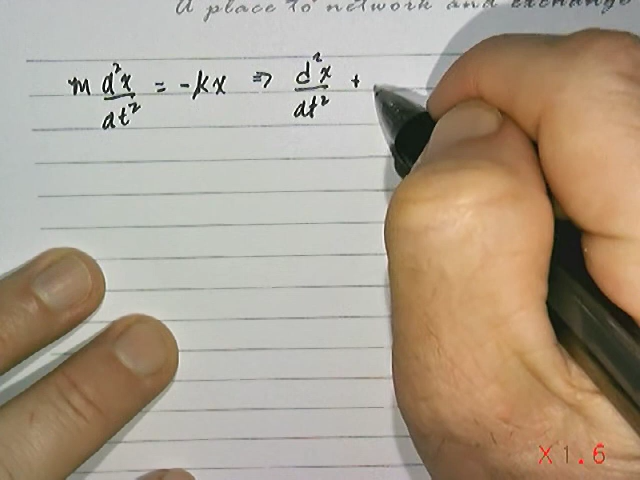 A place to network and exchange
m d²x/dt² = -kx ⇒ d²x/dt² +
X1.6